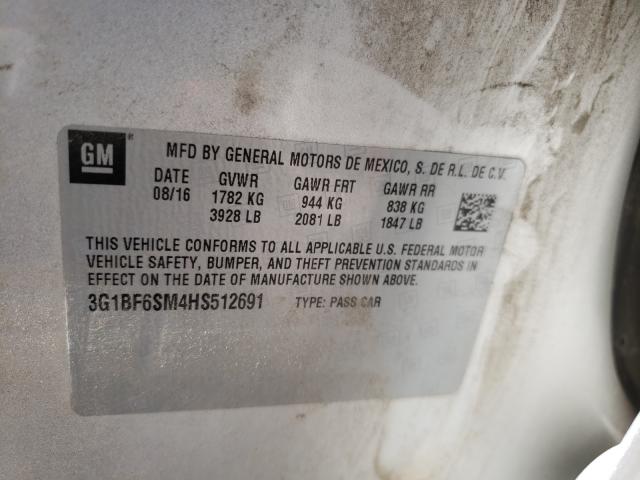 GM
MFD BY GENERAL MOTORS DE MEXICO, S. DE R.L. DE C.V.
DATE GVWR GAWR FRT GAWR RR
08/16 1782 KG 944 KG 838 KG
3928 LB 2081 LB 1847 LB
THIS VEHICLE CONFORMS TO ALL APPLICABLE U.S. FEDERAL MOTOR
VEHICLE SAFETY, BUMPER, AND THEFT PREVENTION STANDARDS IN
EFFECT ON THE DATE OF MANUFACTURE SHOWN ABOVE.
3G1BF6SM4HS512691 TYPE: PASS CAR